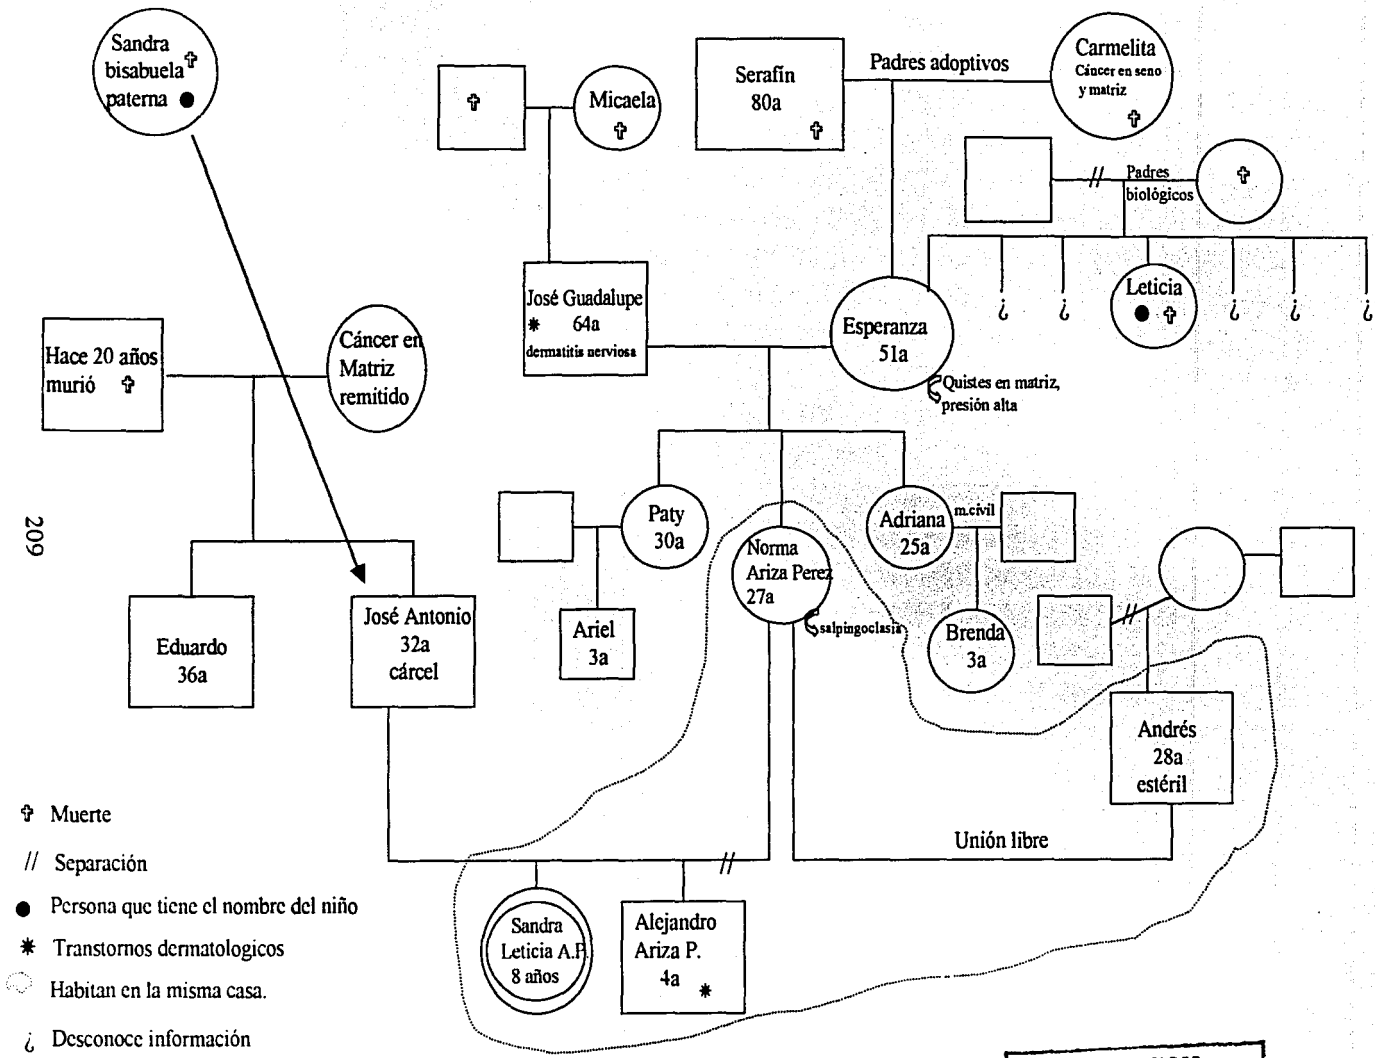 Sandra
bisabuela ✞
paterna ●
✞
Micaela
✞
Serafín
80a
✞
Padres adoptivos
Carmelita
Cáncer en seno
y matriz
✞
//
Padres
biológicos
✞
José Guadalupe
✱ 64a
dermatitis nerviosa
Esperanza
51a
Quistes en matriz,
presión alta
¿
¿
Leticia
● ✞
¿
¿
¿
Hace 20 años
murió ✞
Cáncer en
Matriz
remitido
Paty
30a
Norma
Ariza Perez
27a
salpingoclasia
Adriana
25a
m.civil
Eduardo
36a
José Antonio
32a
cárcel
Ariel
3a
Brenda
3a
//
Andrés
28a
estéril
Unión libre
//
Sandra
Leticia A.P.
8 años
Alejandro
Ariza P.
4a
✱
✞ Muerte
// Separación
● Persona que tiene el nombre del niño
✱ Transtornos dermatologicos
Habitan en la misma casa.
¿ Desconoce información
209